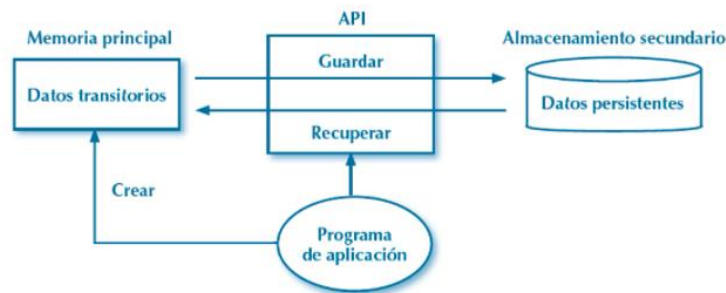 API
Memoria principal
Almacenamiento secundario
Guardar
Datos transitorios
Datos persistentes
Recuperar
Crear
Programa
de aplicación